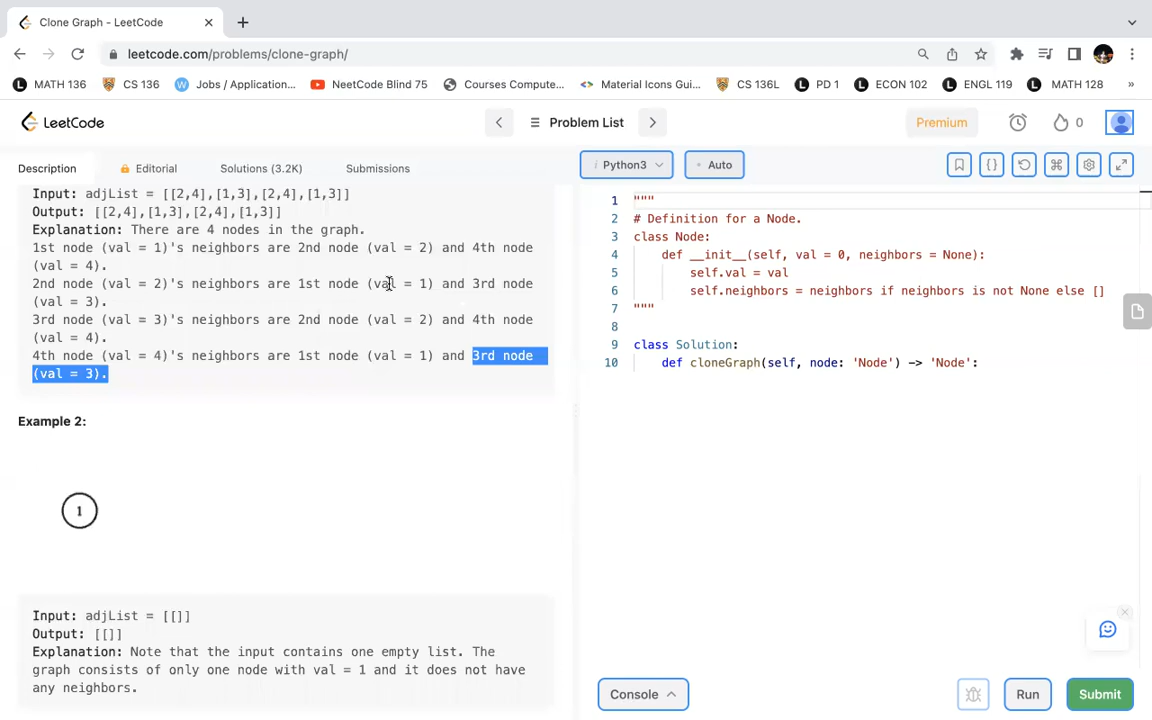 Clone Graph - LeetCode
leetcode.com/problems/clone-graph/
MATH 136 CS 136 Jobs / Application... NeetCode Blind 75 Courses Compute... Material Icons Gui... CS 136L PD 1 ECON 102 ENGL 119 MATH 128 »
LeetCode Problem List Premium 0
Description Editorial Solutions (3.2K) Submissions
Input: adjList = [[2,4],[1,3],[2,4],[1,3]]
Output: [[2,4],[1,3],[2,4],[1,3]]
Explanation: There are 4 nodes in the graph.
1st node (val = 1)'s neighbors are 2nd node (val = 2) and 4th node
(val = 4).
2nd node (val = 2)'s neighbors are 1st node (val = 1) and 3rd node
(val = 3).
3rd node (val = 3)'s neighbors are 2nd node (val = 2) and 4th node
(val = 4).
4th node (val = 4)'s neighbors are 1st node (val = 1) and 3rd node
(val = 3).
Example 2:
1
Input: adjList = [[]]
Output: [[]]
Explanation: Note that the input contains one empty list. The
graph consists of only one node with val = 1 and it does not have
any neighbors.
i Python3 Auto
1 """
2 # Definition for a Node.
3 class Node:
4 def __init__(self, val = 0, neighbors = None):
5 self.val = val
6 self.neighbors = neighbors if neighbors is not None else []
7 """
8
9 class Solution:
10 def cloneGraph(self, node: 'Node') -> 'Node':
Console Run Submit